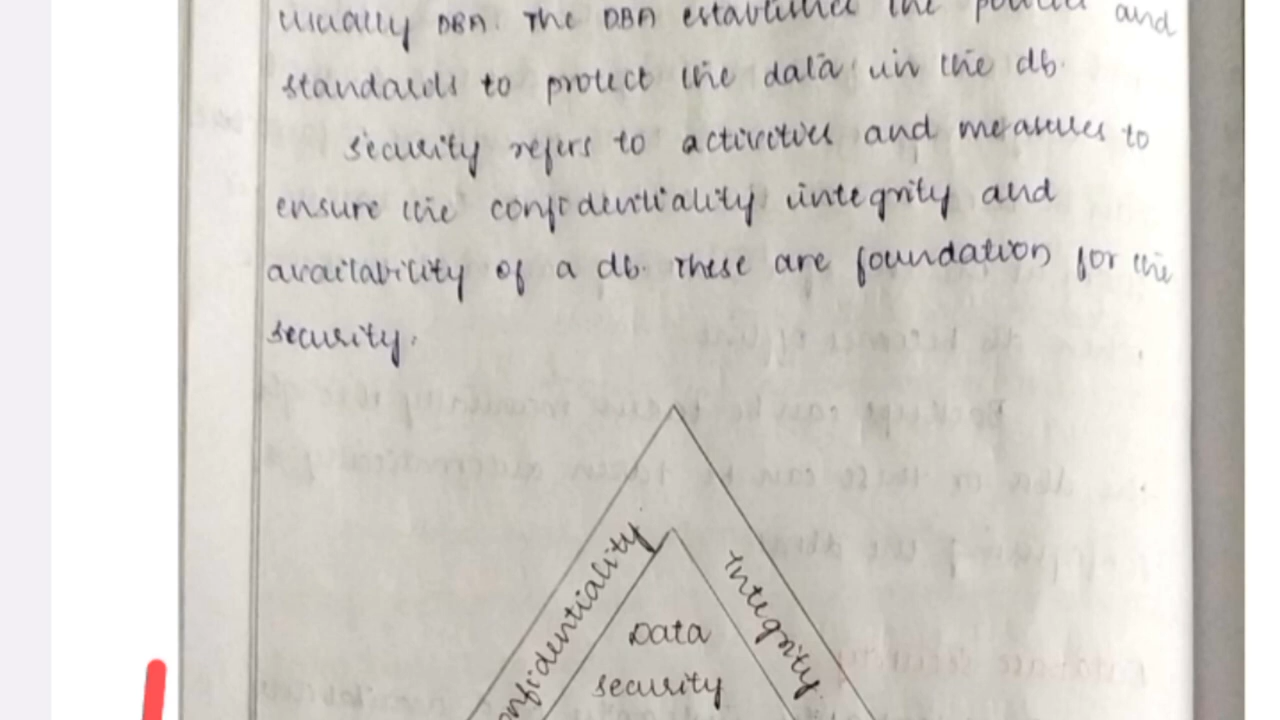 usually DBA. The DBA establishes the policies and
standards to protect the data in the db.
security refers to activities and measures to
ensure the confidentiality integrity and
availability of a db. These are foundation for the
security.
Confidentiality
Integrity
Data
security